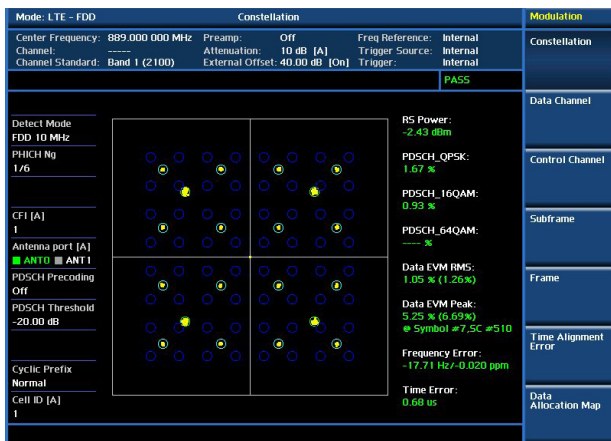 Mode: LTE - FDD
Constellation
Modulation
Center Frequency: 889.000 000 MHz Preamp: Off Freq Reference: Internal
Channel: ----- Attenuation: 10 dB [A] Trigger Source: Internal
Channel Standard: Band 1 (2100) External Offset: 40.00 dB [On] Trigger: Internal
PASS
Constellation
Data Channel
Control Channel
Subframe
Frame
Time Alignment
Error
Data
Allocation Map
Detect Mode
FDD 10 MHz
PHICH Ng
1/6
CFI [A]
1
Antenna port [A]
ANT0 ANT1
PDSCH Precoding
Off
PDSCH Threshold
-20.00 dB
Cyclic Prefix
Normal
Cell ID [A]
1
RS Power:
-2.43 dBm
PDSCH_QPSK:
1.67 %
PDSCH_16QAM:
0.93 %
PDSCH_64QAM:
---- %
Data EVM RMS:
1.05 % (1.26%)
Data EVM Peak:
5.25 % (6.69%)
@ Symbol #7,SC #510
Frequency Error:
-17.71 Hz/-0.020 ppm
Time Error:
0.68 us